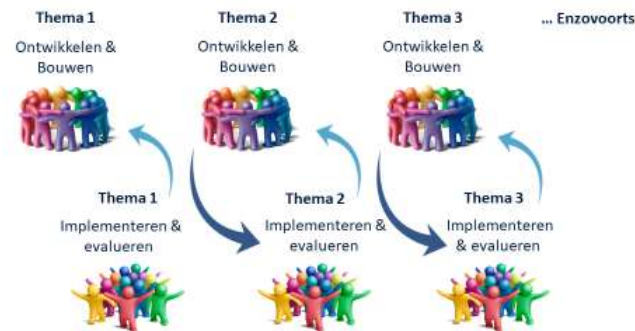 Thema 1
Ontwikkelen &
Bouwen
Thema 2
Ontwikkelen &
Bouwen
Thema 3
Ontwikkelen &
Bouwen
... Enzovoorts
Thema 1
Implementeren &
evalueren
Thema 2
Implementeren &
evalueren
Thema 3
Implementeren
& evalueren